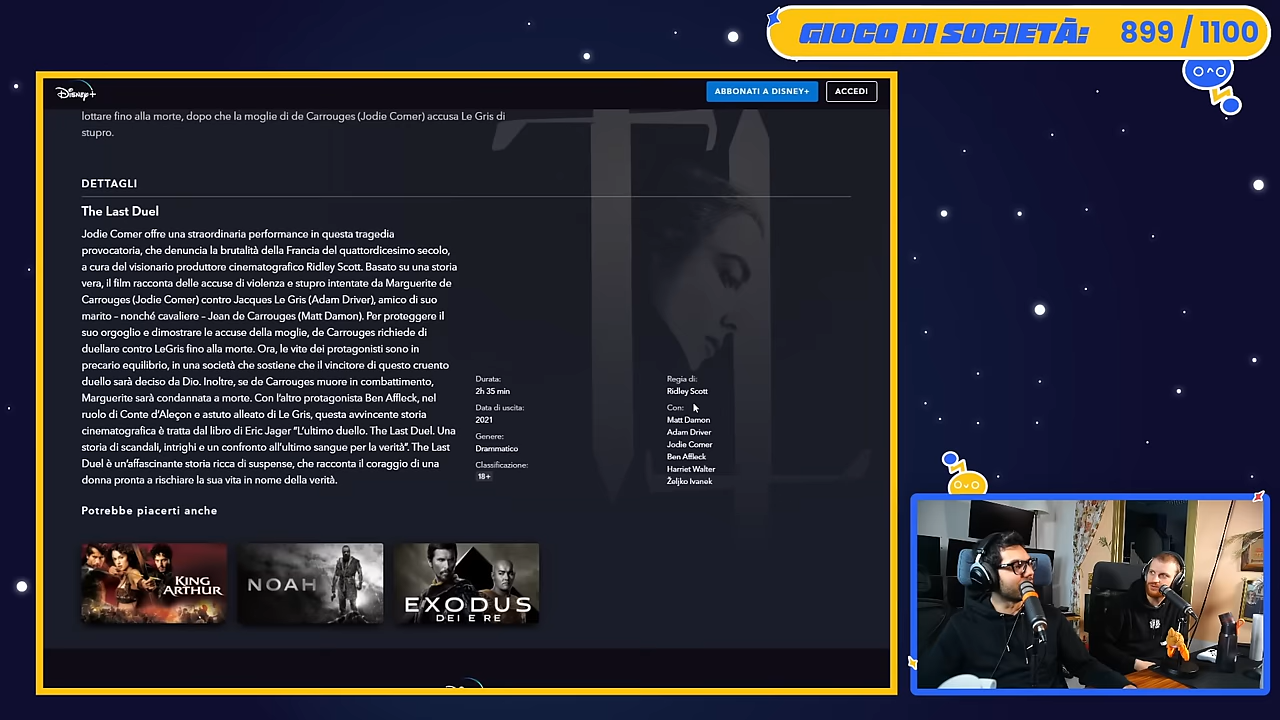 GIOCO DI SOCIETÀ: 899 / 1100
DISNEY+
ABBONATI A DISNEY+
ACCEDI
lottare fino alla morte, dopo che la moglie di de Carrouges (Jodie Comer) accusa Le Gris di
stupro.
DETTAGLI
The Last Duel
Jodie Comer offre una straordinaria performance in questa tragedia
provocatoria, che denuncia la brutalità della Francia del quattordicesimo secolo,
a cura del visionario produttore cinematografico Ridley Scott. Basato su una storia
vera, il film racconta delle accuse di violenza e stupro intentate da Marguerite de
Carrouges (Jodie Comer) contro Jacques Le Gris (Adam Driver), amico di suo
marito – nonché cavaliere – Jean de Carrouges (Matt Damon). Per proteggere il
suo orgoglio e dimostrare le accuse della moglie, de Carrouges richiede di
duellare contro LeGris fino alla morte. Ora, le vite dei protagonisti sono in
precario equilibrio, in una società che sostiene che il vincitore di questo cruento
duello sarà deciso da Dio. Inoltre, se de Carrouges muore in combattimento,
Marguerite sarà condannata a morte. Con l'altro protagonista Ben Affleck, nel
ruolo di Conte d'Aleçon e astuto alleato di Le Gris, questa avvincente storia
cinematografica è tratta dal libro di Eric Jager "L'ultimo duello. The Last Duel. Una
storia di scandali, intrighi e un confronto all'ultimo sangue per la verità". The Last
Duel è un'affascinante storia ricca di suspense, che racconta il coraggio di una
donna pronta a rischiare la sua vita in nome della verità.
Durata:
2h 35 min
Data di uscita:
2021
Genere:
Drammatico
Classificazione:
18+
Regia di:
Ridley Scott
Con:
Matt Damon
Adam Driver
Jodie Comer
Ben Affleck
Harriet Walter
Željko Ivanek
Potrebbe piacerti anche
KING
ARTHUR
NOAH
EXODUS
DEI E RE